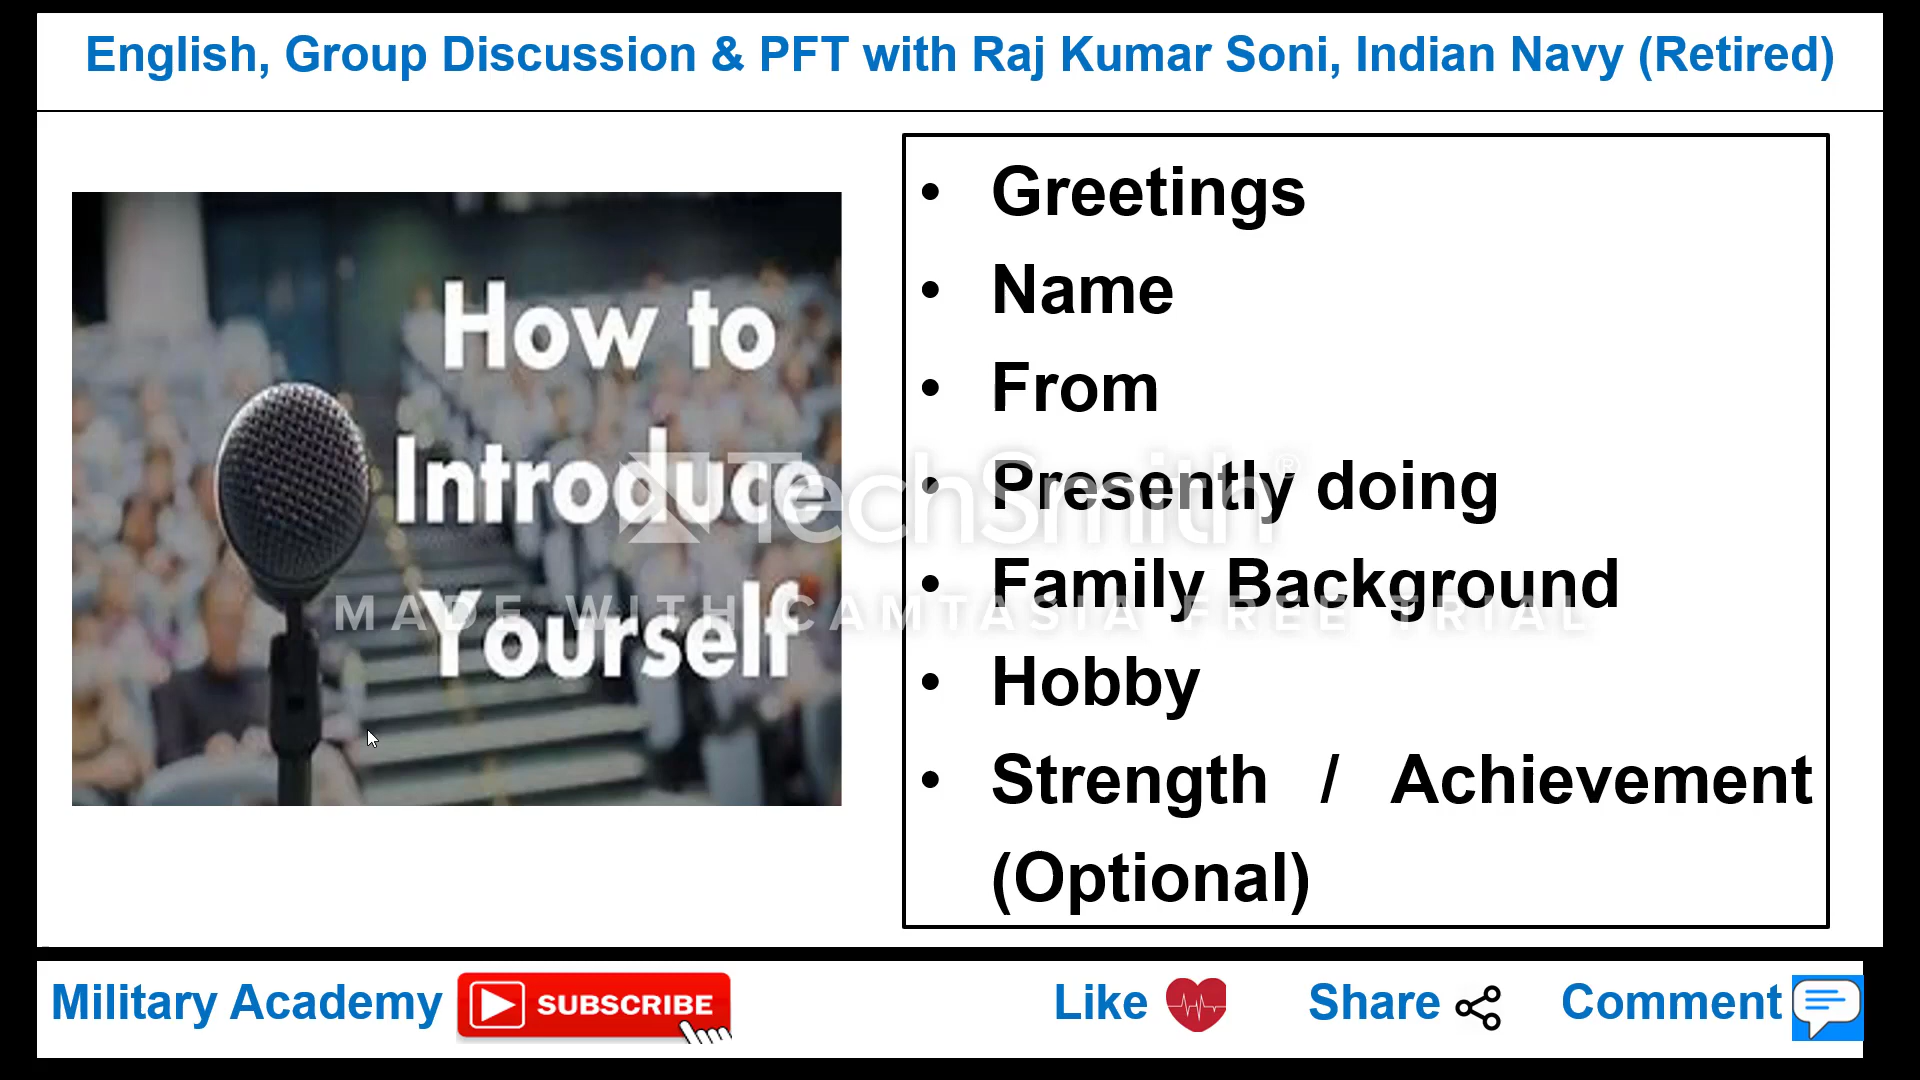 English, Group Discussion & PFT with Raj Kumar Soni, Indian Navy (Retired)
How to
Introduce
Yourself
• Greetings
• Name
• From
• Presently doing
• Family Background
• Hobby
• Strength / Achievement
(Optional)
TechSmith®
MADE WITH CAMTASIA FREE TRIAL
Military Academy SUBSCRIBE Like Share Comment